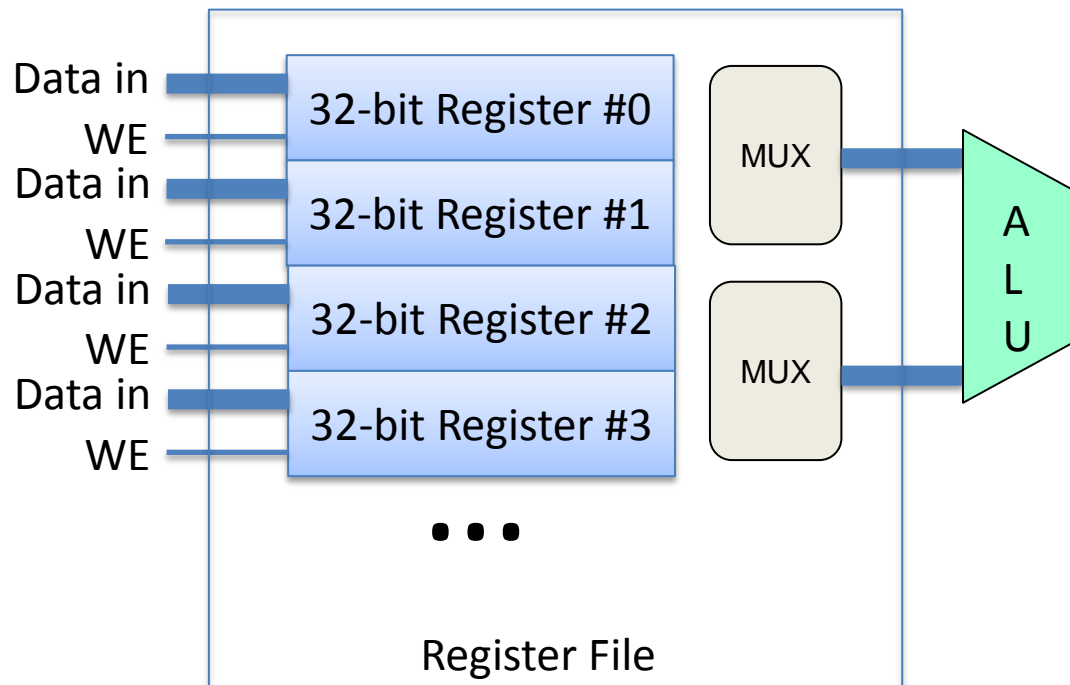 Data in
WE
32-bit Register #0
Data in
WE
32-bit Register #1
Data in
WE
32-bit Register #2
Data in
WE
32-bit Register #3
...
MUX
MUX
A
L
U
Register File